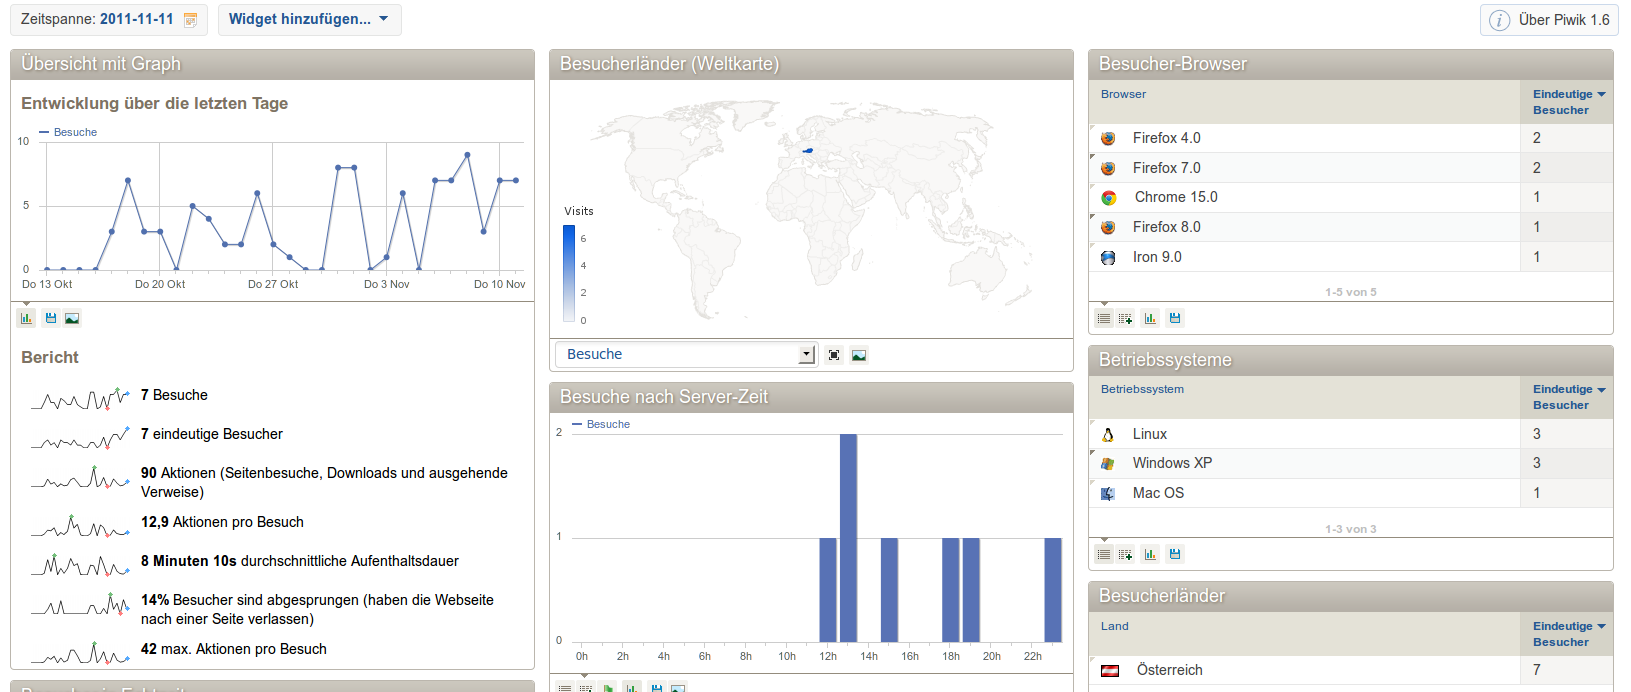 Zeitspanne: 2011-11-11
Widget hinzufügen...
Über Piwik 1.6
Übersicht mit Graph
Entwicklung über die letzten Tage
Besuche
10
5
0
Do 13 Okt
Do 20 Okt
Do 27 Okt
Do 3 Nov
Do 10 Nov
Bericht
7 Besuche
7 eindeutige Besucher
90 Aktionen (Seitenbesuche, Downloads und ausgehende
Verweise)
12,9 Aktionen pro Besuch
8 Minuten 10s durchschnittliche Aufenthaltsdauer
14% Besucher sind abgesprungen (haben die Webseite
nach einer Seite verlassen)
42 max. Aktionen pro Besuch
Besucherländer (Weltkarte)
Visits
6
4
2
0
Besuche
Besuche nach Server-Zeit
Besuche
2
1
0
0h
2h
4h
6h
8h
10h
12h
14h
16h
18h
20h
22h
Besucher-Browser
Browser
Eindeutige
Besucher
Firefox 4.0
2
Firefox 7.0
2
Chrome 15.0
1
Firefox 8.0
1
Iron 9.0
1
1-5 von 5
Betriebssysteme
Betriebssystem
Eindeutige
Besucher
Linux
3
Windows XP
3
Mac OS
1
1-3 von 3
Besucherländer
Land
Eindeutige
Besucher
Österreich
7